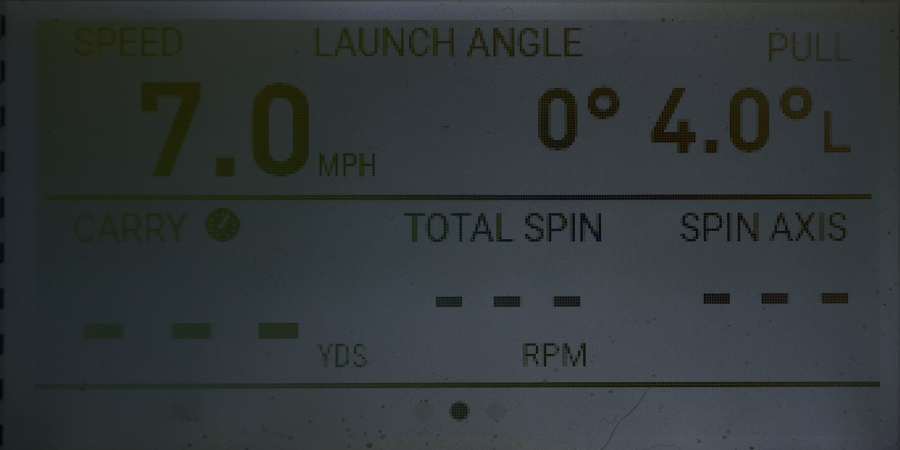 SPEED LAUNCH ANGLE PULL
7.0 MPH 0° 4.0° L
CARRY TOTAL SPIN SPIN AXIS
--- YDS --- RPM ---